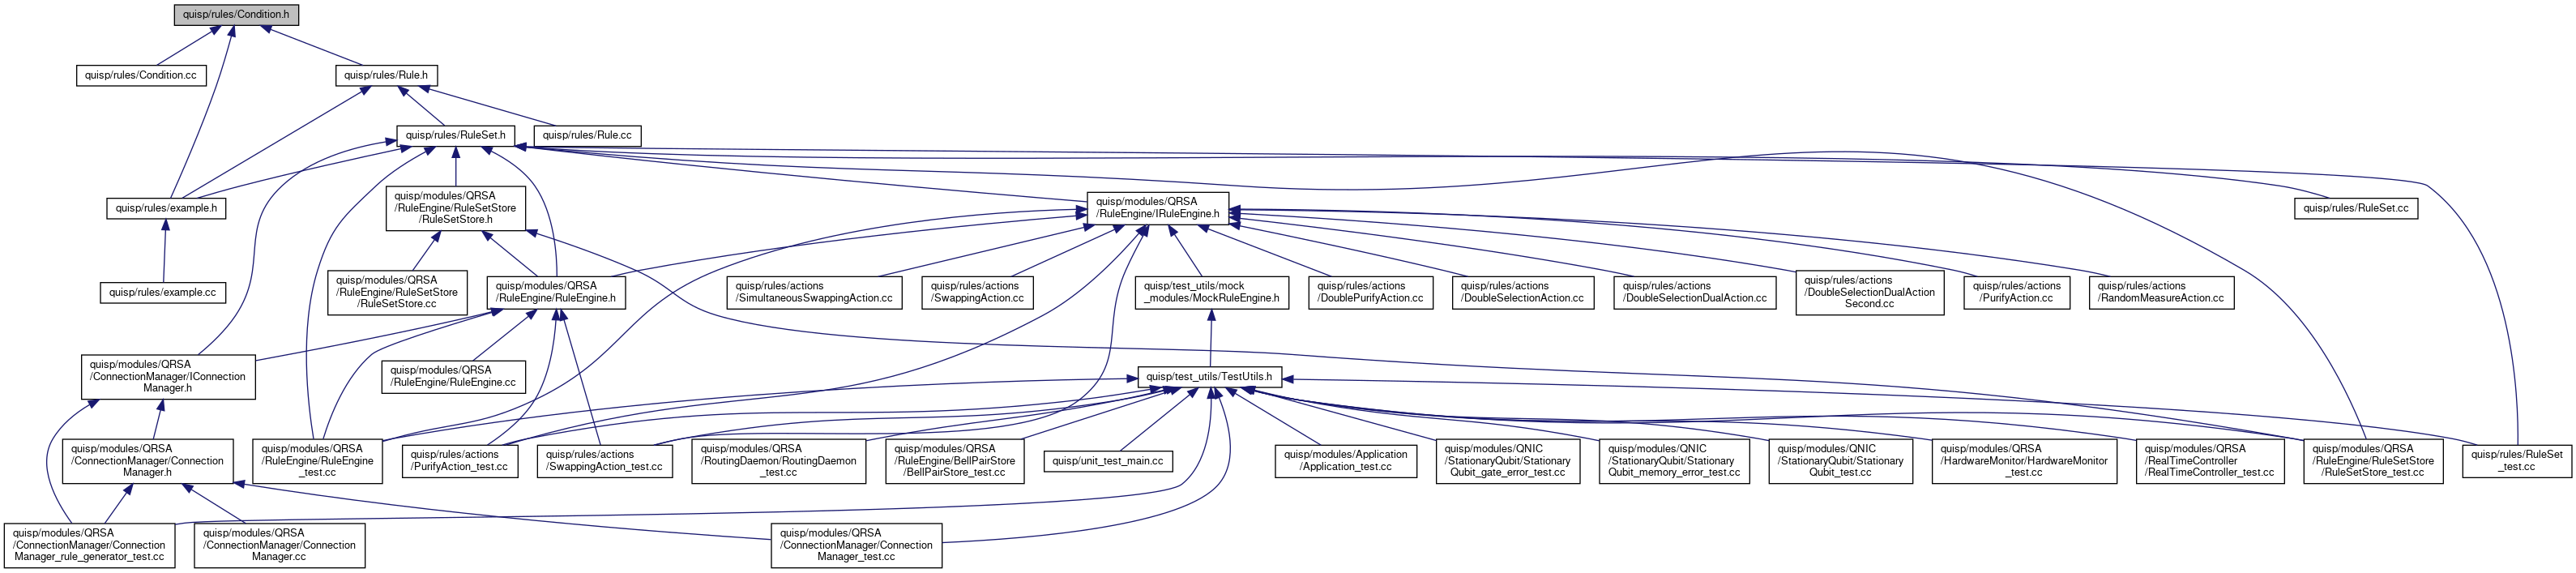 quisp/rules/Condition.h
quisp/rules/Condition.cc
quisp/rules/Rule.h
quisp/rules/RuleSet.h
quisp/rules/Rule.cc
quisp/rules/example.h
quisp/modules/QRSA
/RuleEngine/RuleSetStore
/RuleSetStore.h
quisp/modules/QRSA
/RuleEngine/IRuleEngine.h
quisp/rules/RuleSet.cc
quisp/rules/example.cc
quisp/modules/QRSA
/RuleEngine/RuleSetStore
/RuleSetStore.cc
quisp/modules/QRSA
/RuleEngine/RuleEngine.h
quisp/rules/actions
/SimultaneousSwappingAction.cc
quisp/rules/actions
/SwappingAction.cc
quisp/test_utils/mock
_modules/MockRuleEngine.h
quisp/rules/actions
/DoublePurifyAction.cc
quisp/rules/actions
/DoubleSelectionAction.cc
quisp/rules/actions
/DoubleSelectionDualAction.cc
quisp/rules/actions
/DoubleSelectionDualAction
Second.cc
quisp/rules/actions
/PurifyAction.cc
quisp/rules/actions
/RandomMeasureAction.cc
quisp/modules/QRSA
/ConnectionManager/IConnection
Manager.h
quisp/modules/QRSA
/RuleEngine/RuleEngine.cc
quisp/test_utils/TestUtils.h
quisp/modules/QRSA
/ConnectionManager/Connection
Manager.h
quisp/modules/QRSA
/RuleEngine/RuleEngine
_test.cc
quisp/rules/actions
/PurifyAction_test.cc
quisp/rules/actions
/SwappingAction_test.cc
quisp/modules/QRSA
/RoutingDaemon/RoutingDaemon
_test.cc
quisp/modules/QRSA
/RuleEngine/BellPairStore
/BellPairStore_test.cc
quisp/unit_test_main.cc
quisp/modules/Application
/Application_test.cc
quisp/modules/QNIC
/StationaryQubit/Stationary
Qubit_gate_error_test.cc
quisp/modules/QNIC
/StationaryQubit/Stationary
Qubit_memory_error_test.cc
quisp/modules/QNIC
/StationaryQubit/Stationary
Qubit_test.cc
quisp/modules/QRSA
/HardwareMonitor/HardwareMonitor
_test.cc
quisp/modules/QRSA
/RealTimeController
/RealTimeController_test.cc
quisp/modules/QRSA
/RuleEngine/RuleSetStore
/RuleSetStore_test.cc
quisp/rules/RuleSet
_test.cc
quisp/modules/QRSA
/ConnectionManager/Connection
Manager_rule_generator_test.cc
quisp/modules/QRSA
/ConnectionManager/Connection
Manager.cc
quisp/modules/QRSA
/ConnectionManager/Connection
Manager_test.cc